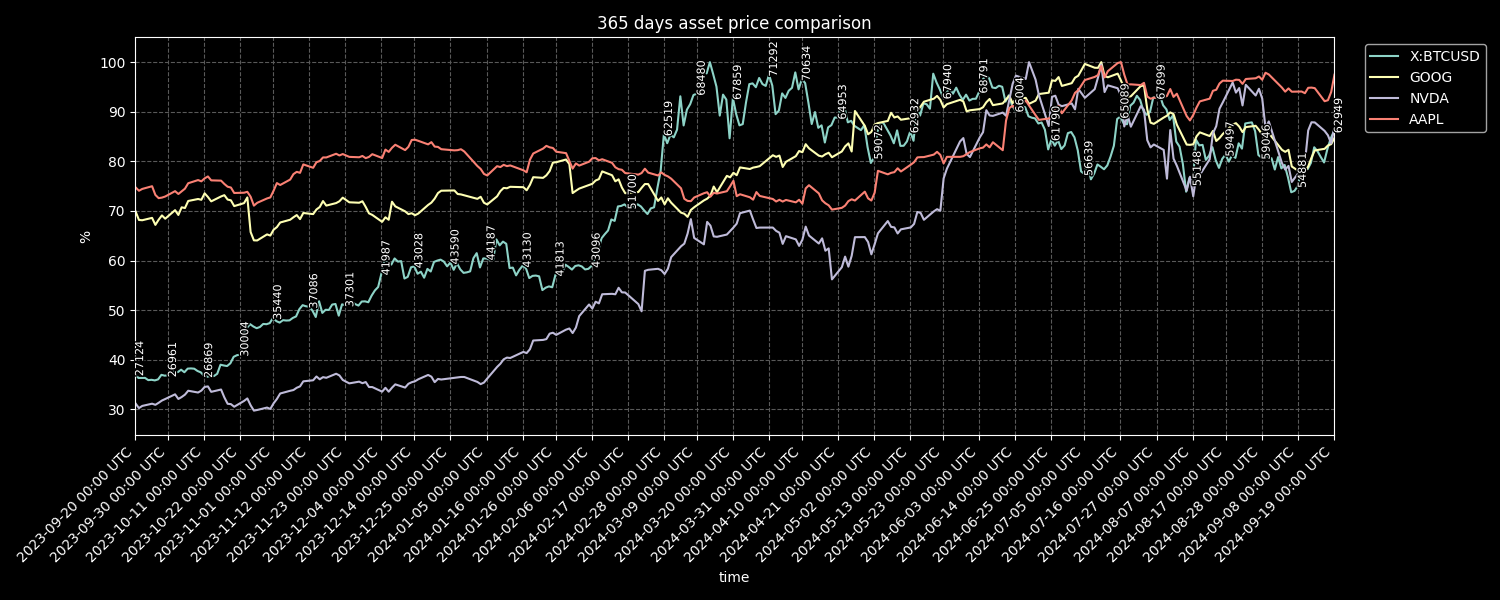 365 days asset price comparison
X:BTCUSD
GOOG
NVDA
AAPL
100
90
80
70
60
50
40
30
%
27124
26961
26869
30004
35440
37086
37301
41987
43028
43590
44187
43130
41813
43096
51700
62519
68480
67859
71292
70634
64953
59072
62932
67940
68791
66004
61790
56639
65089
67899
55148
59497
59046
54881
62949
2023-09-20 00:00 UTC
2023-09-30 00:00 UTC
2023-10-11 00:00 UTC
2023-10-22 00:00 UTC
2023-11-01 00:00 UTC
2023-11-12 00:00 UTC
2023-11-23 00:00 UTC
2023-12-04 00:00 UTC
2023-12-14 00:00 UTC
2023-12-25 00:00 UTC
2024-01-05 00:00 UTC
2024-01-16 00:00 UTC
2024-01-26 00:00 UTC
2024-02-06 00:00 UTC
2024-02-17 00:00 UTC
2024-02-28 00:00 UTC
2024-03-09 00:00 UTC
2024-03-20 00:00 UTC
2024-03-31 00:00 UTC
2024-04-10 00:00 UTC
2024-04-21 00:00 UTC
2024-05-02 00:00 UTC
2024-05-13 00:00 UTC
2024-05-23 00:00 UTC
2024-06-03 00:00 UTC
2024-06-14 00:00 UTC
2024-06-25 00:00 UTC
2024-07-05 00:00 UTC
2024-07-16 00:00 UTC
2024-07-27 00:00 UTC
2024-08-07 00:00 UTC
2024-08-17 00:00 UTC
2024-08-28 00:00 UTC
2024-09-08 00:00 UTC
2024-09-19 00:00 UTC
time